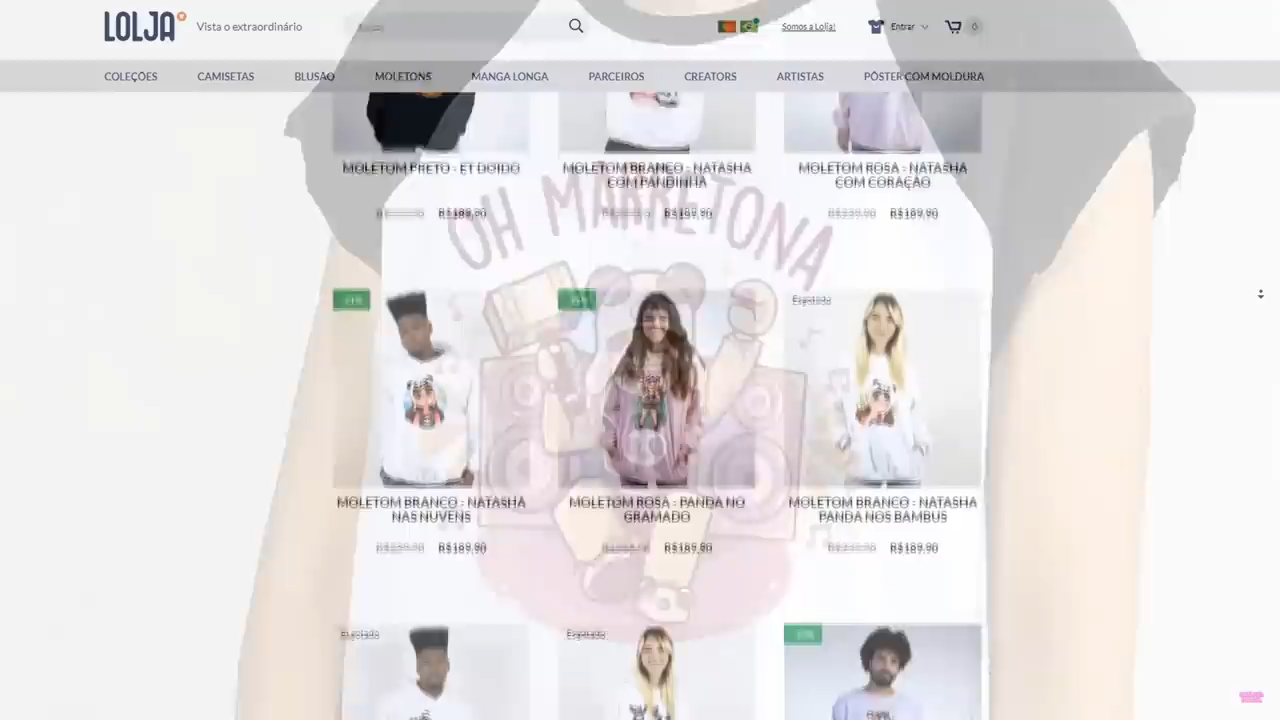 LOLJA
Vista o extraordinário
Somos a Lolja!
Entrar
0
COLEÇÕES
CAMISETAS
BLUSÃO
MOLETONS
MANGA LONGA
PARCEIROS
CREATORS
ARTISTAS
PÔSTER COM MOLDURA
MOLETOM PRETO - ET DOIDO
R$189,90
MOLETOM BRANCO - NATASHA
COM PANDINHA
R$189,90
MOLETOM ROSA - NATASHA
COM CORAÇÃO
R$239,90 R$189,90
OH MARRETONA
MOLETOM BRANCO - NATASHA
NAS NUVENS
R$239,90 R$189,90
MOLETOM ROSA - PANDA NO
GRAMADO
R$189,90
Esgotado
MOLETOM BRANCO - NATASHA
PANDA NOS BAMBUS
R$239,90 R$189,90
Esgotado
Esgotado